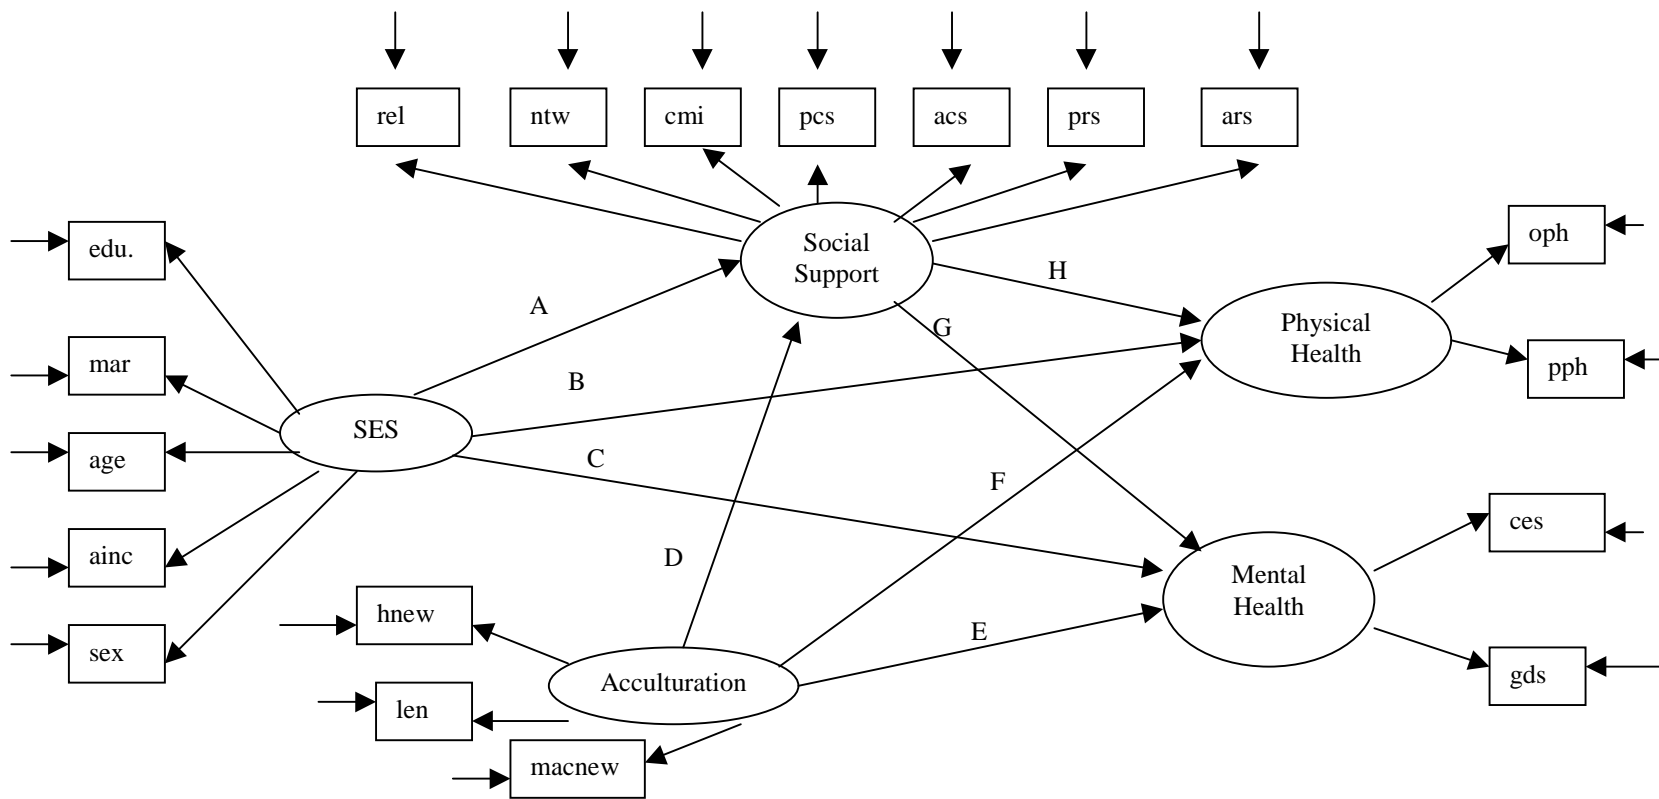 rel
ntw
cmi
pcs
acs
prs
ars
edu.
Social
Support
oph
H
A
G
Physical
Health
mar
pph
B
SES
age
C
F
ces
ainc
D
Mental
Health
hnew
E
sex
Acculturation
gds
len
macnew